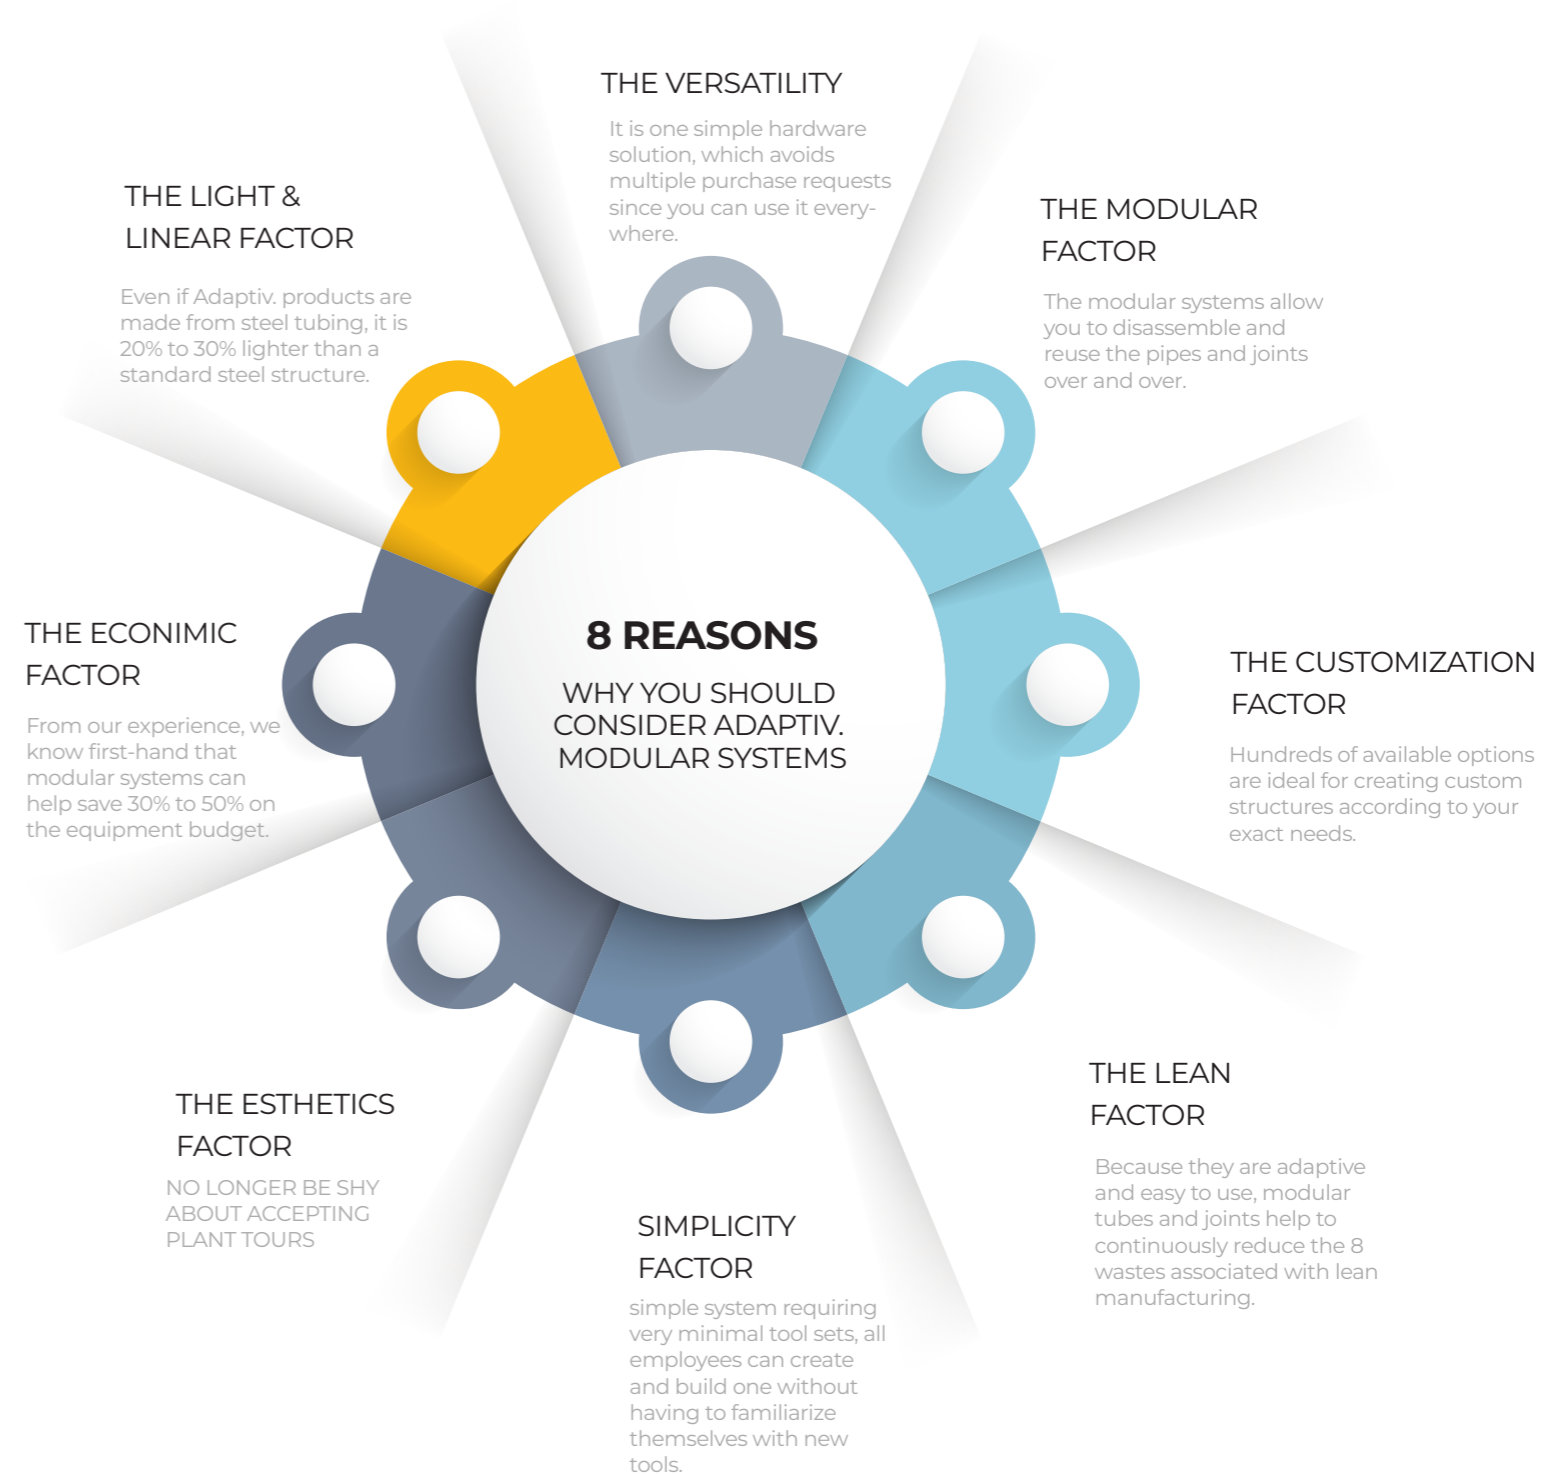 8 REASONS
WHY YOU SHOULD
CONSIDER ADAPTIV.
MODULAR SYSTEMS
THE VERSATILITY
It is one simple hardware
solution, which avoids
multiple purchase requests
since you can use it every-
where.
THE MODULAR
FACTOR
The modular systems allow
you to disassemble and
reuse the pipes and joints
over and over.
THE CUSTOMIZATION
FACTOR
Hundreds of available options
are ideal for creating custom
structures according to your
exact needs.
THE LEAN
FACTOR
Because they are adaptive
and easy to use, modular
tubes and joints help to
continuously reduce the 8
wastes associated with lean
manufacturing.
SIMPLICITY
FACTOR
simple system requiring
very minimal tool sets, all
employees can create
and build one without
having to familiarize
themselves with new
tools.
THE ESTHETICS
FACTOR
NO LONGER BE SHY
ABOUT ACCEPTING
PLANT TOURS
THE ECONIMIC
FACTOR
From our experience, we
know first-hand that
modular systems can
help save 30% to 50% on
the equipment budget.
THE LIGHT &
LINEAR FACTOR
Even if Adaptiv. products are
made from steel tubing, it is
20% to 30% lighter than a
standard steel structure.